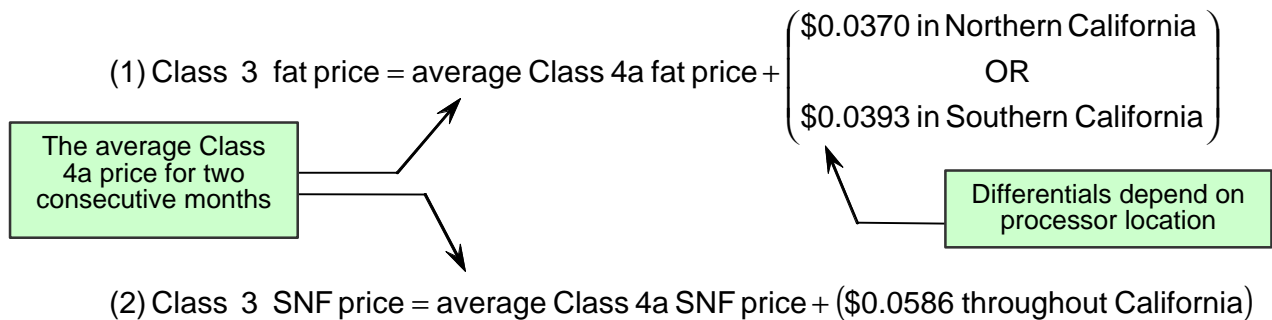 $0.0370 in Northern California
(1) Class 3 fat price = average Class 4a fat price + OR
$0.0393 in Southern California
The average Class
4a price for two
consecutive months
Differentials depend on
processor location
(2) Class 3 SNF price = average Class 4a SNF price + ($0.0586 throughout California)